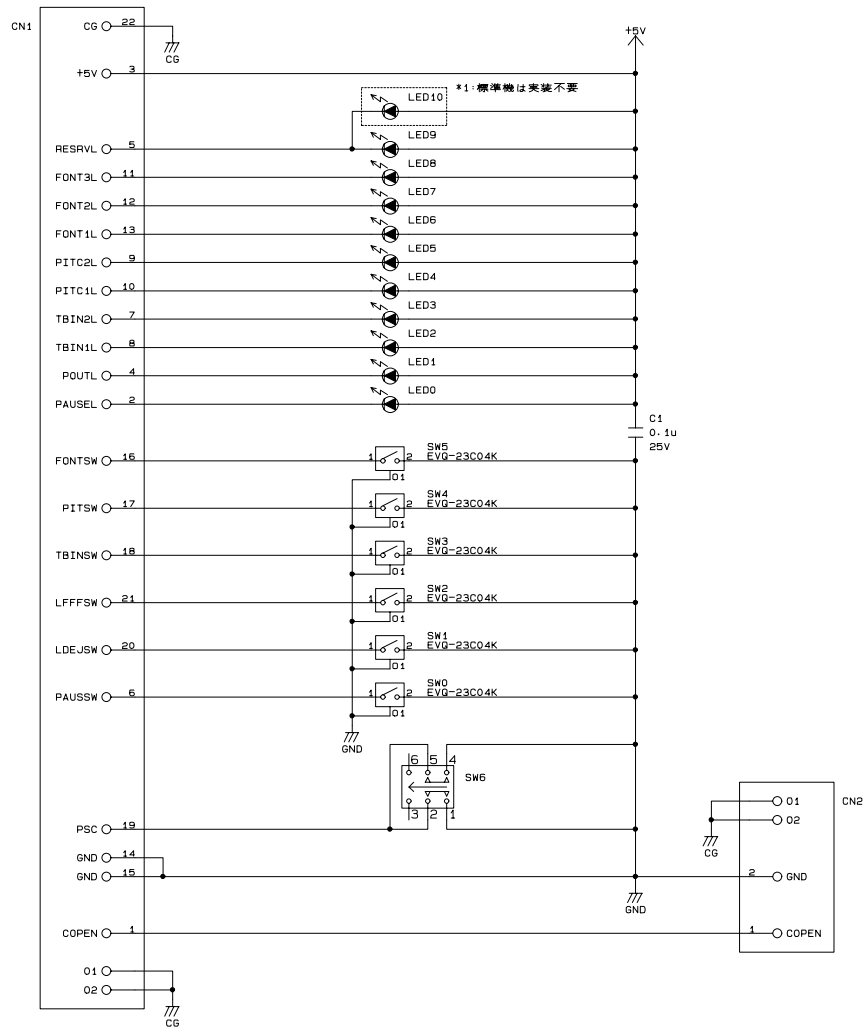 CN1
CG 22
CG
+5V
+5V 3
*1:標準機は実装不要
LED10
LED9
RESRVL 5
LED8
FONT3L 11
LED7
FONT2L 12
LED6
FONT1L 13
LED5
PITC2L 9
LED4
PITC1L 10
LED3
TBIN2L 7
LED2
TBIN1L 8
LED1
POUTL 4
LED0
PAUSEL 2
C1
0.1u
25V
SW5
EVQ-23C04K
FONTSW 16
1 2
01
SW4
EVQ-23C04K
PITSW 17
1 2
01
SW3
EVQ-23C04K
TBINSW 18
1 2
01
SW2
EVQ-23C04K
LFFFSW 21
1 2
01
SW1
EVQ-23C04K
LDEJSW 20
1 2
01
SW0
EVQ-23C04K
PAUSSW 6
1 2
01
GND
6 5 4
SW6
3 2 1
PSC 19
GND 14
GND 15
GND
COPEN 1
01
02
CG
CN2
01
02
CG
2 GND
1 COPEN